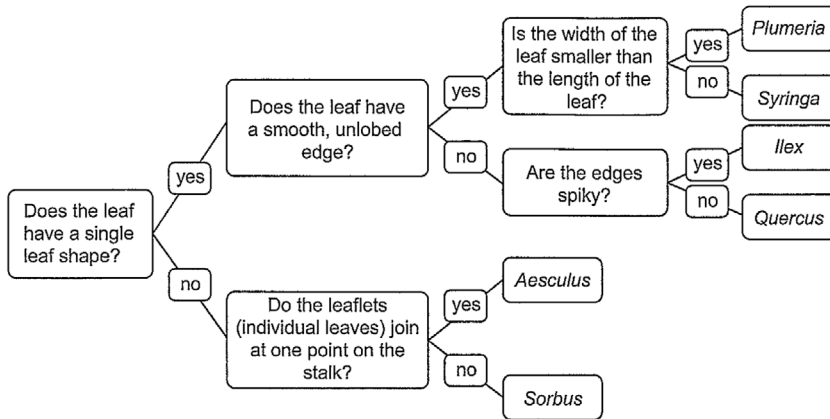 Does the leaf
have a single
leaf shape?
yes
no
Does the leaf have
a smooth, unlobed
edge?
yes
no
Is the width of the
leaf smaller than
the length of the
leaf?
yes
no
Plumeria
Syringa
Are the edges
spiky?
yes
no
Ilex
Quercus
Do the leaflets
(individual leaves) join
at one point on the
stalk?
yes
no
Aesculus
Sorbus